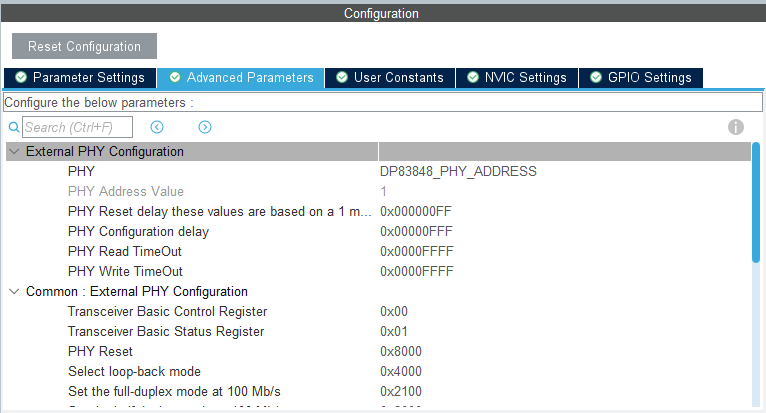 Configuration
Reset Configuration
Parameter Settings Advanced Parameters User Constants NVIC Settings GPIO Settings
Configure the below parameters :
Search (Ctrl+F)
External PHY Configuration
PHY DP83848_PHY_ADDRESS
PHY Address Value 1
PHY Reset delay these values are based on a 1 m... 0x000000FF
PHY Configuration delay 0x00000FFF
PHY Read TimeOut 0x0000FFFF
PHY Write TimeOut 0x0000FFFF
Common : External PHY Configuration
Transceiver Basic Control Register 0x00
Transceiver Basic Status Register 0x01
PHY Reset 0x8000
Select loop-back mode 0x4000
Set the full-duplex mode at 100 Mb/s 0x2100